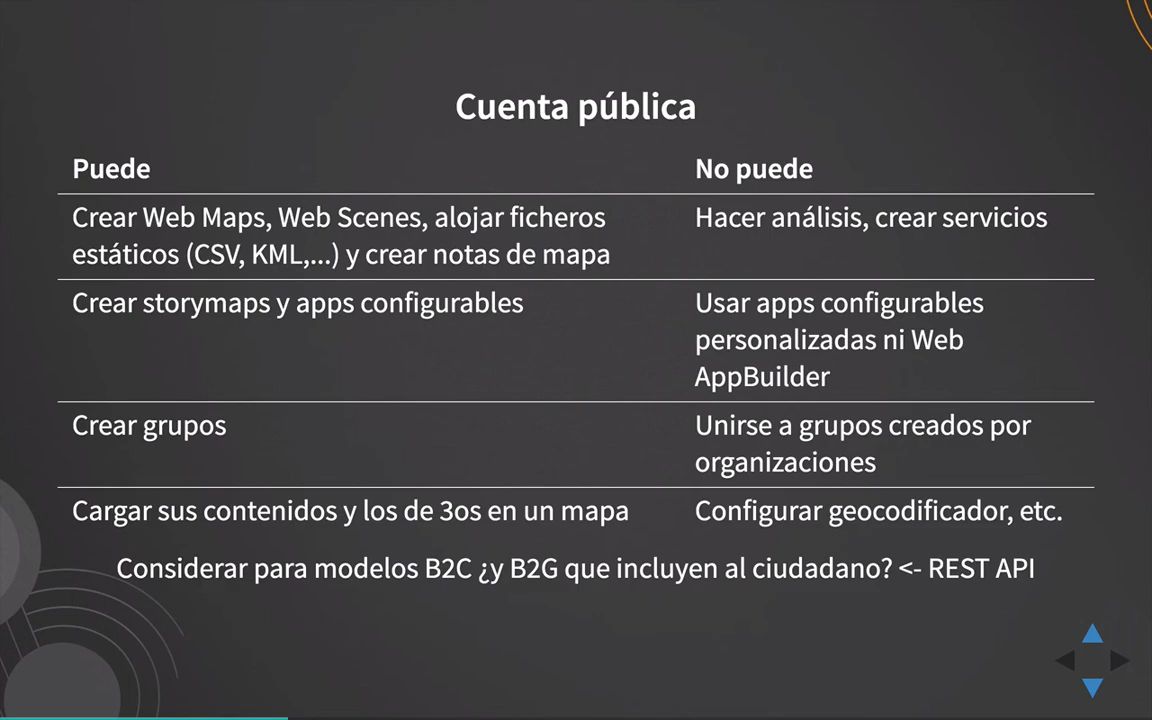 Cuenta pública
Puede
No puede
Crear Web Maps, Web Scenes, alojar ficheros
estáticos (CSV, KML,...) y crear notas de mapa
Hacer análisis, crear servicios
Crear storymaps y apps configurables
Usar apps configurables
personalizadas ni Web
AppBuilder
Crear grupos
Unirse a grupos creados por
organizaciones
Cargar sus contenidos y los de 3os en un mapa
Configurar geocodificador, etc.
Considerar para modelos B2C ¿y B2G que incluyen al ciudadano? <- REST API